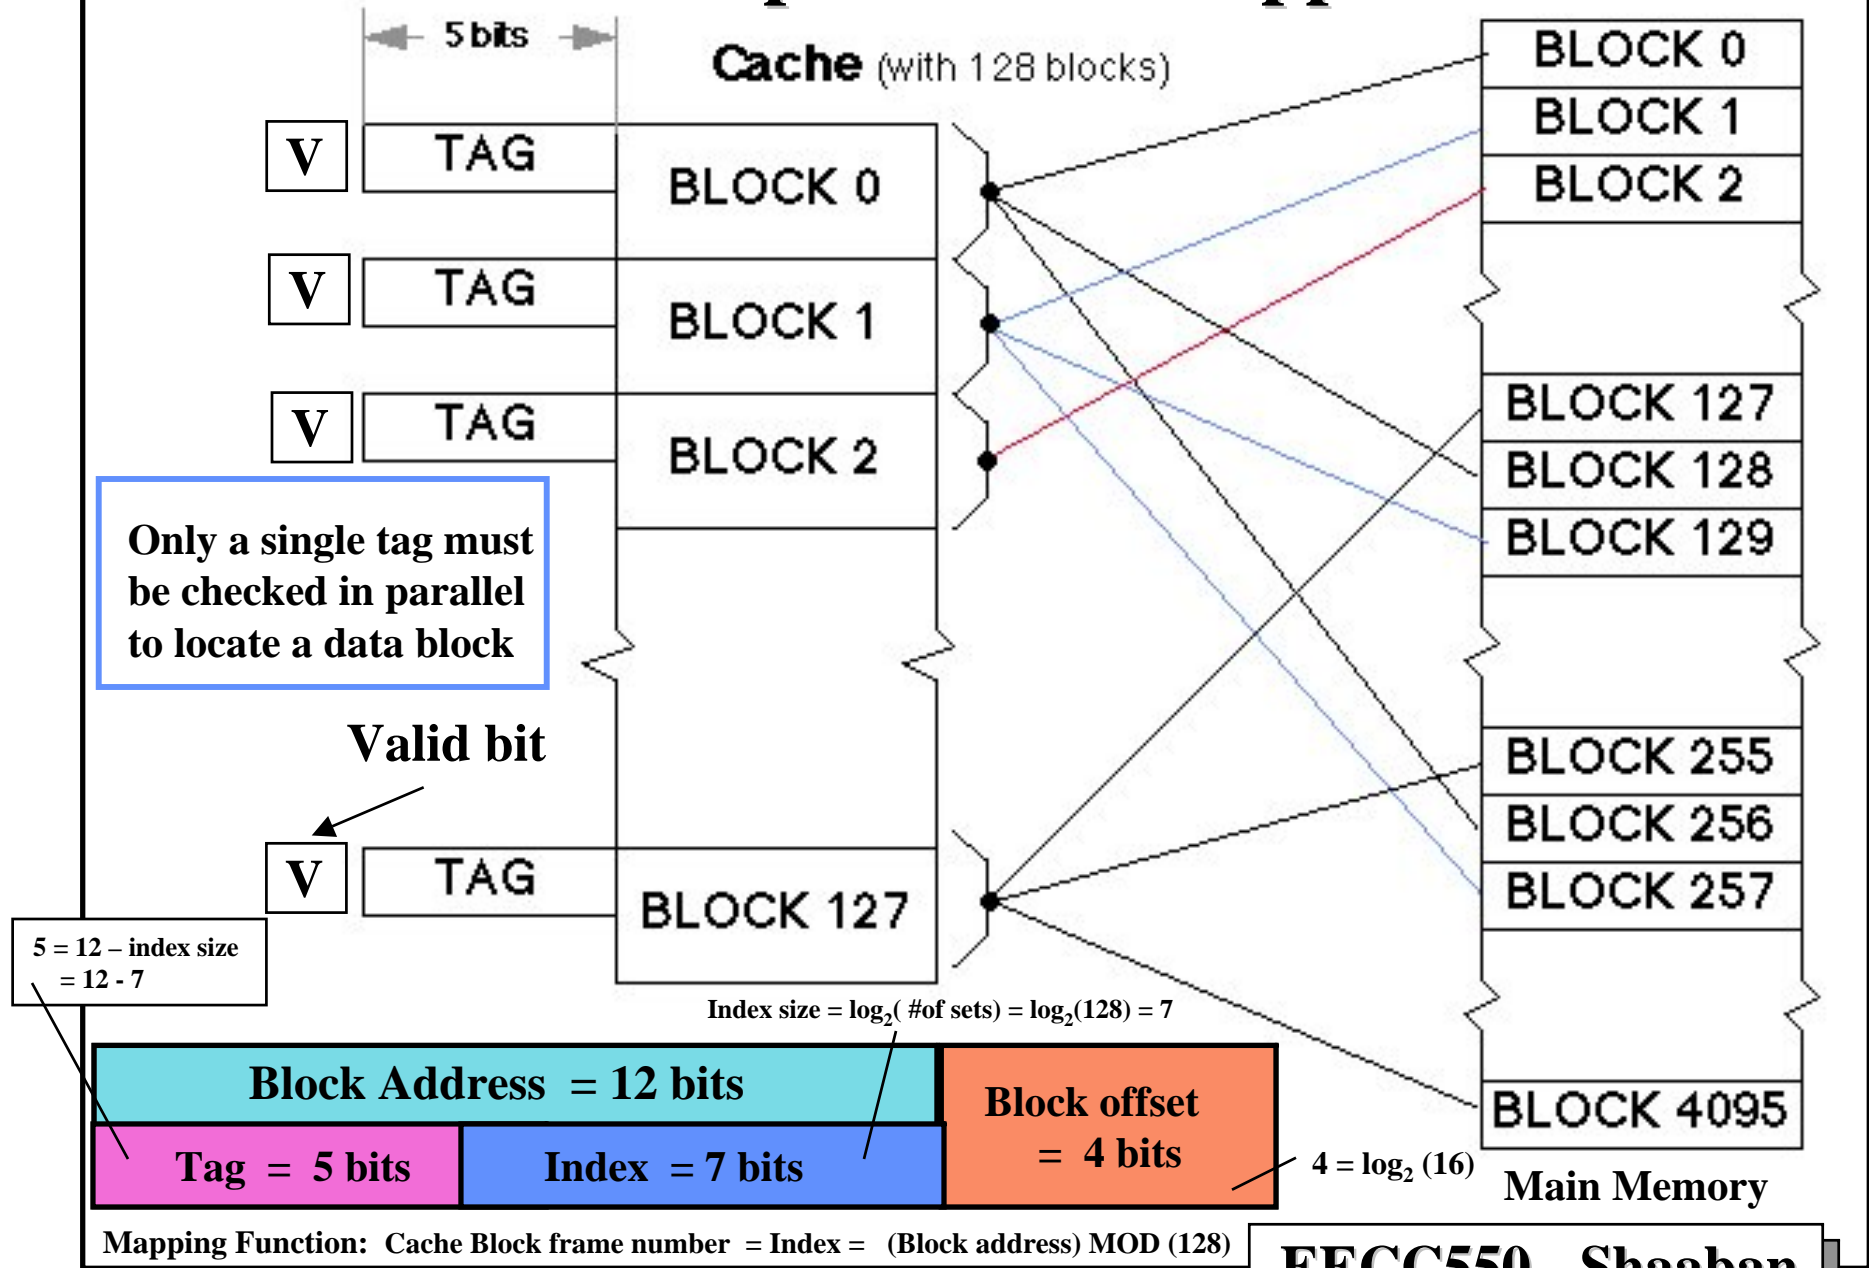 5 bits
Cache (with 128 blocks)
V TAG BLOCK 0
V TAG BLOCK 1
V TAG BLOCK 2
Only a single tag must
be checked in parallel
to locate a data block
Valid bit
V TAG BLOCK 127
BLOCK 0
BLOCK 1
BLOCK 2
BLOCK 127
BLOCK 128
BLOCK 129
BLOCK 255
BLOCK 256
BLOCK 257
BLOCK 4095
Main Memory
5 = 12 – index size
= 12 - 7
Index size = log2( #of sets) = log2(128) = 7
Block Address = 12 bits
Tag = 5 bits
Index = 7 bits
Block offset
= 4 bits
4 = log2 (16)
Mapping Function: Cache Block frame number = Index = (Block address) MOD (128)
EECC550 Shaaban